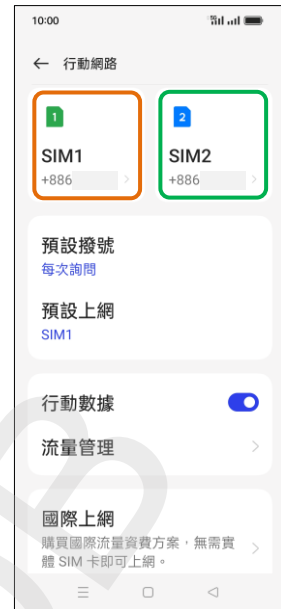 10:00
行動網路
1
2
SIM1
SIM2
+886
+886
預設撥號
每次詢問
預設上網
SIM1
行動數據
流量管理
國際上網
購買國際流量資費方案，無需實
體 SIM 卡即可上網。